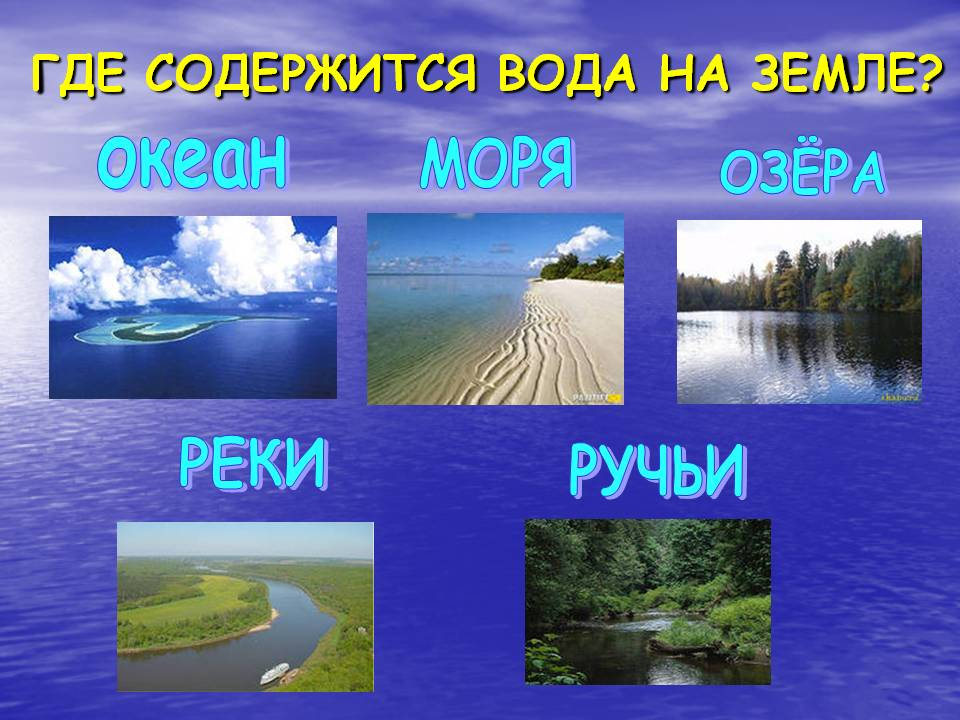 ГДЕ СОДЕРЖИТСЯ ВОДА НА ЗЕМЛЕ?
океан МОРЯ ОЗЁРА
РЕКИ РУЧЬИ